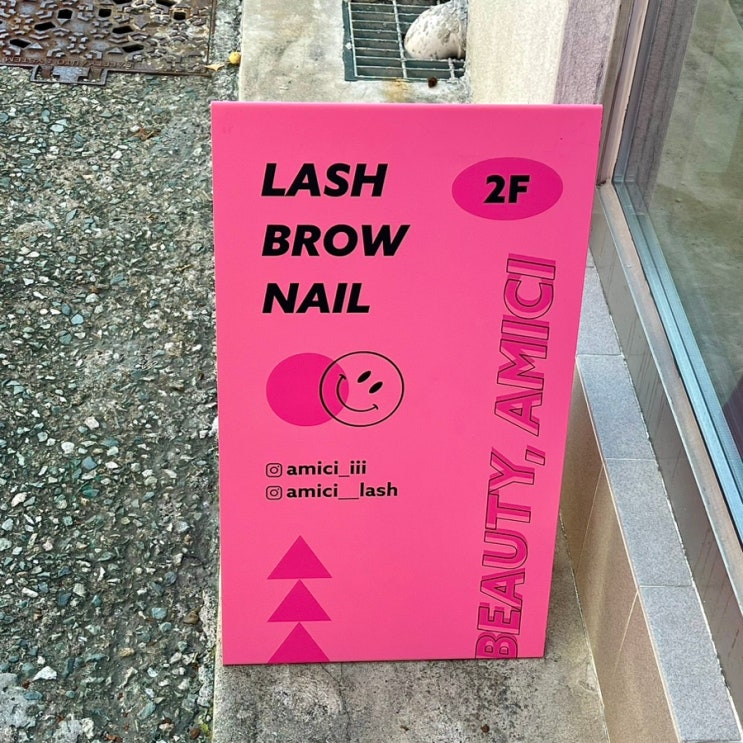 LASH
BROW
NAIL
2F
BEAUTY, AMICI
amici_iii
amici__lash